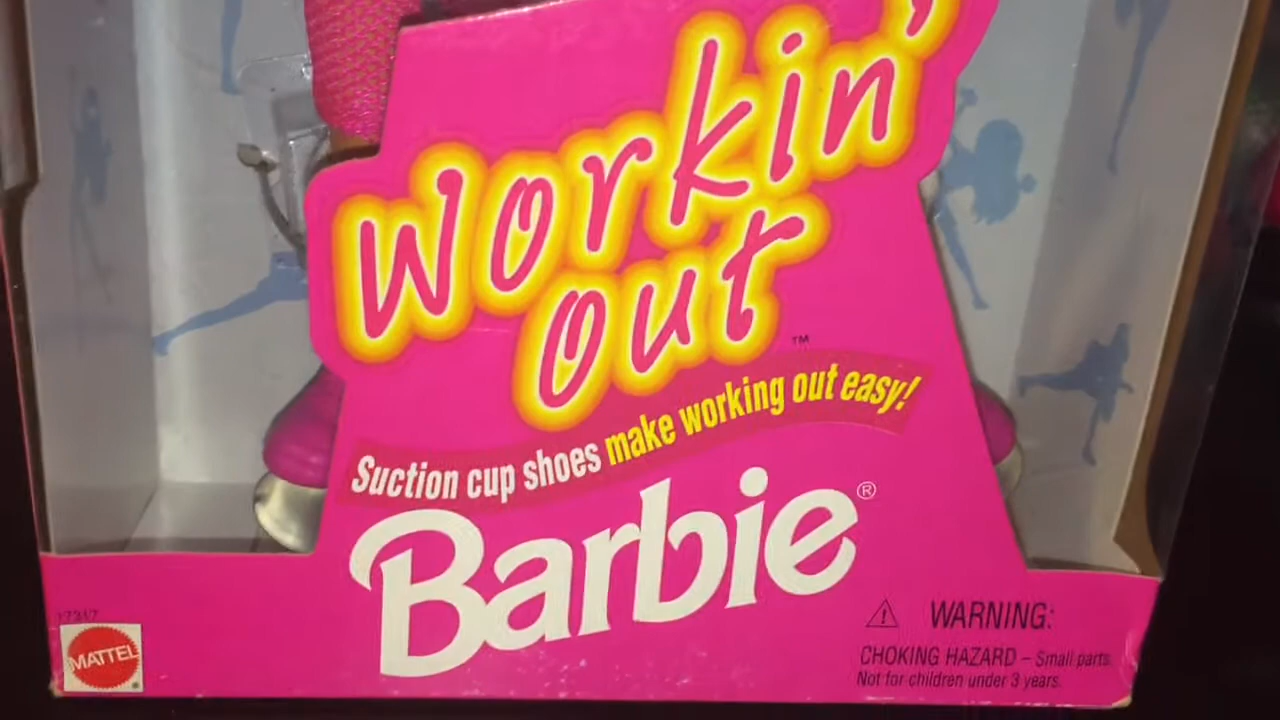 Workin'
out
TM
Suction cup shoes make working out easy!
Barbie®
17317
MATTEL
®
⚠ WARNING:
CHOKING HAZARD – Small parts.
Not for children under 3 years.